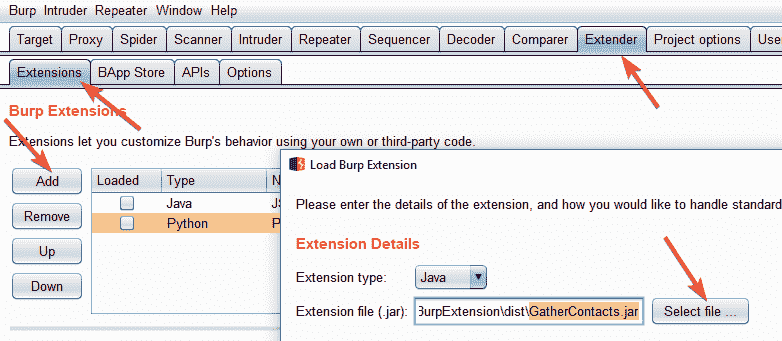 Burp Intruder Repeater Window Help
Target Proxy Spider Scanner Intruder Repeater Sequencer Decoder Comparer Extender Project options Use
Extensions BApp Store APIs Options
Burp Extensions
Extensions let you customize Burp's behavior using your own or third-party code.
Add
Remove
Up
Down
Loaded Type N
Java JS
Python P
Load Burp Extension
Please enter the details of the extension, and how you would like to handle standard
Extension Details
Extension type: Java
Extension file (.jar): BurpExtension\dist\GatherContacts.jar Select file ...